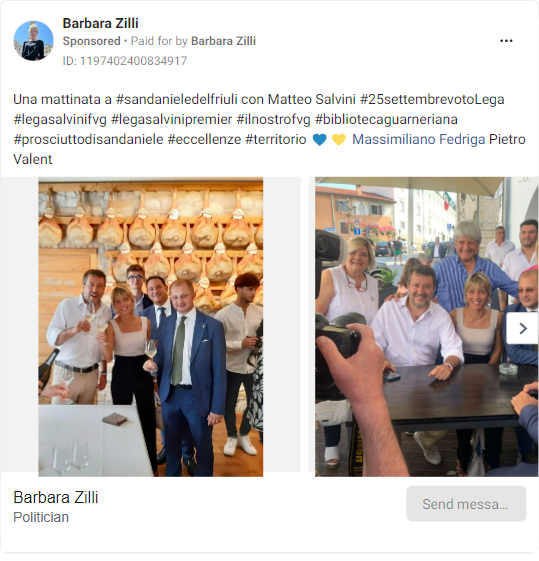 Barbara Zilli
Sponsored • Paid for by Barbara Zilli
ID: 1197402400834917
Una mattinata a #sandanieledelfriuli con Matteo Salvini #25settembrevotoLega
#legasalvinifvg #legasalvinipremier #ilnostrofvg #bibliotecaguarneriana
#prosciuttodisandaniele #eccellenze #territorio 💙 💛 Massimiliano Fedriga Pietro
Valent
Barbara Zilli
Politician
Send messa...